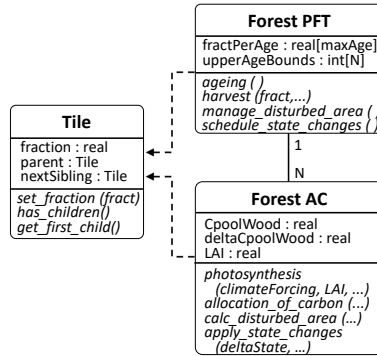 Forest PFT
fractPerAge : real[maxAge]
upperAgeBounds : int[N]
ageing ( )
harvest (fract,...)
manage_disturbed_area (
schedule_state_changes ( )
Tile
fraction : real
parent : Tile
nextSibling : Tile
set_fraction (fract)
has_children()
get_first_child()
1
N
Forest AC
CpoolWood : real
deltaCpoolWood : real
LAI : real
photosynthesis
(climateForcing, LAI, ...)
allocation_of_carbon (...)
calc_disturbed_area (...)
apply_state_changes
(deltaState, ...)